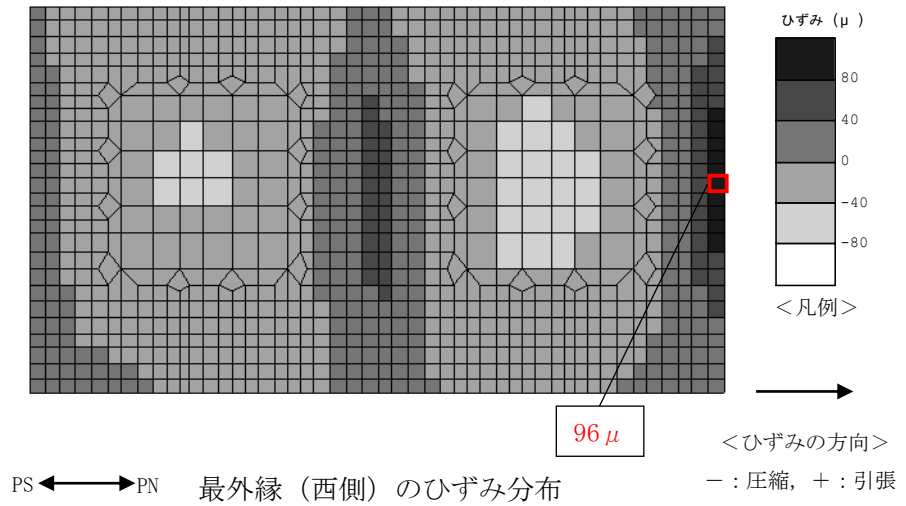 ひずみ (μ )
80
40
0
-40
-80
＜凡例＞
96μ
＜ひずみの方向＞
－：圧縮，＋：引張
PS PN
最外縁（西側）のひずみ分布